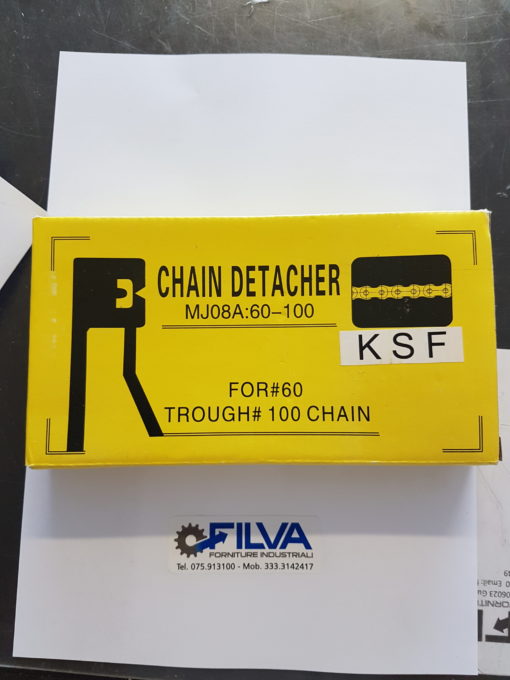 CHAIN DETACHER
MJ08A:60-100
KSF
FOR#60
TROUGH# 100 CHAIN
FILVA
FORNITURE INDUSTRIALI
Tel. 075.913100 - Mob. 333.3142417